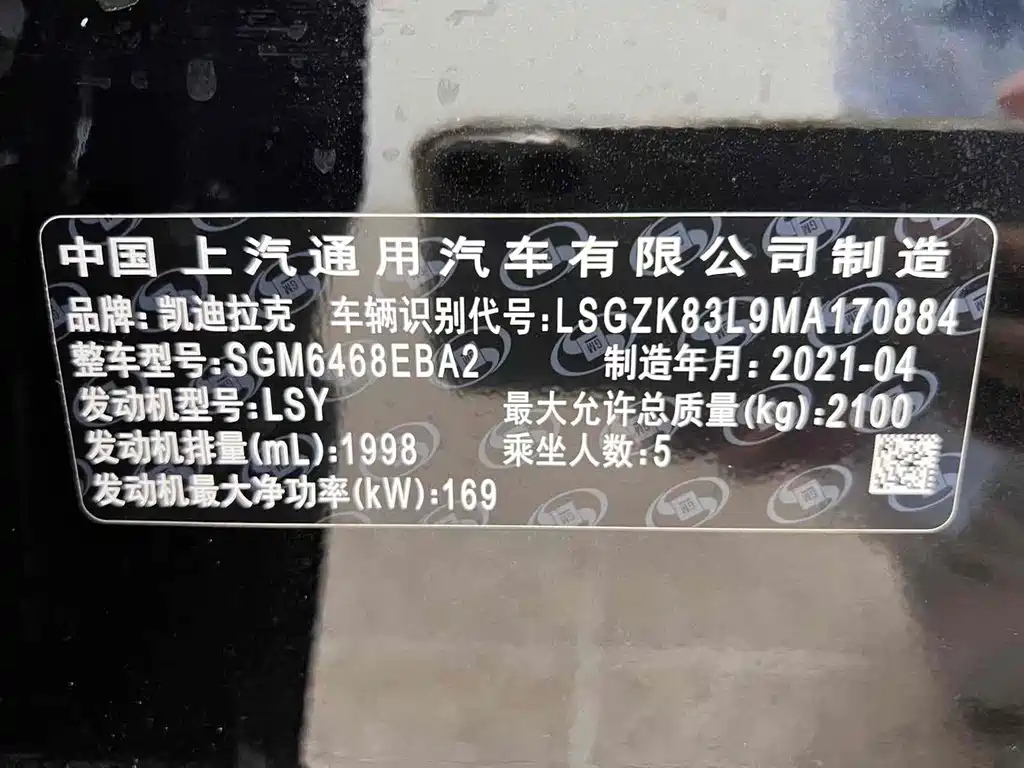 中国 上汽通用汽车有限公司制造
品牌: 凯迪拉克 车辆识别代号:LSGZK83L9MA170884
整车型号:SGM6468EBA2 制造年月: 2021-04
发动机型号:LSY 最大允许总质量(kg):2100
发动机排量(mL):1998 乘坐人数:5
发动机最大净功率(kW):169